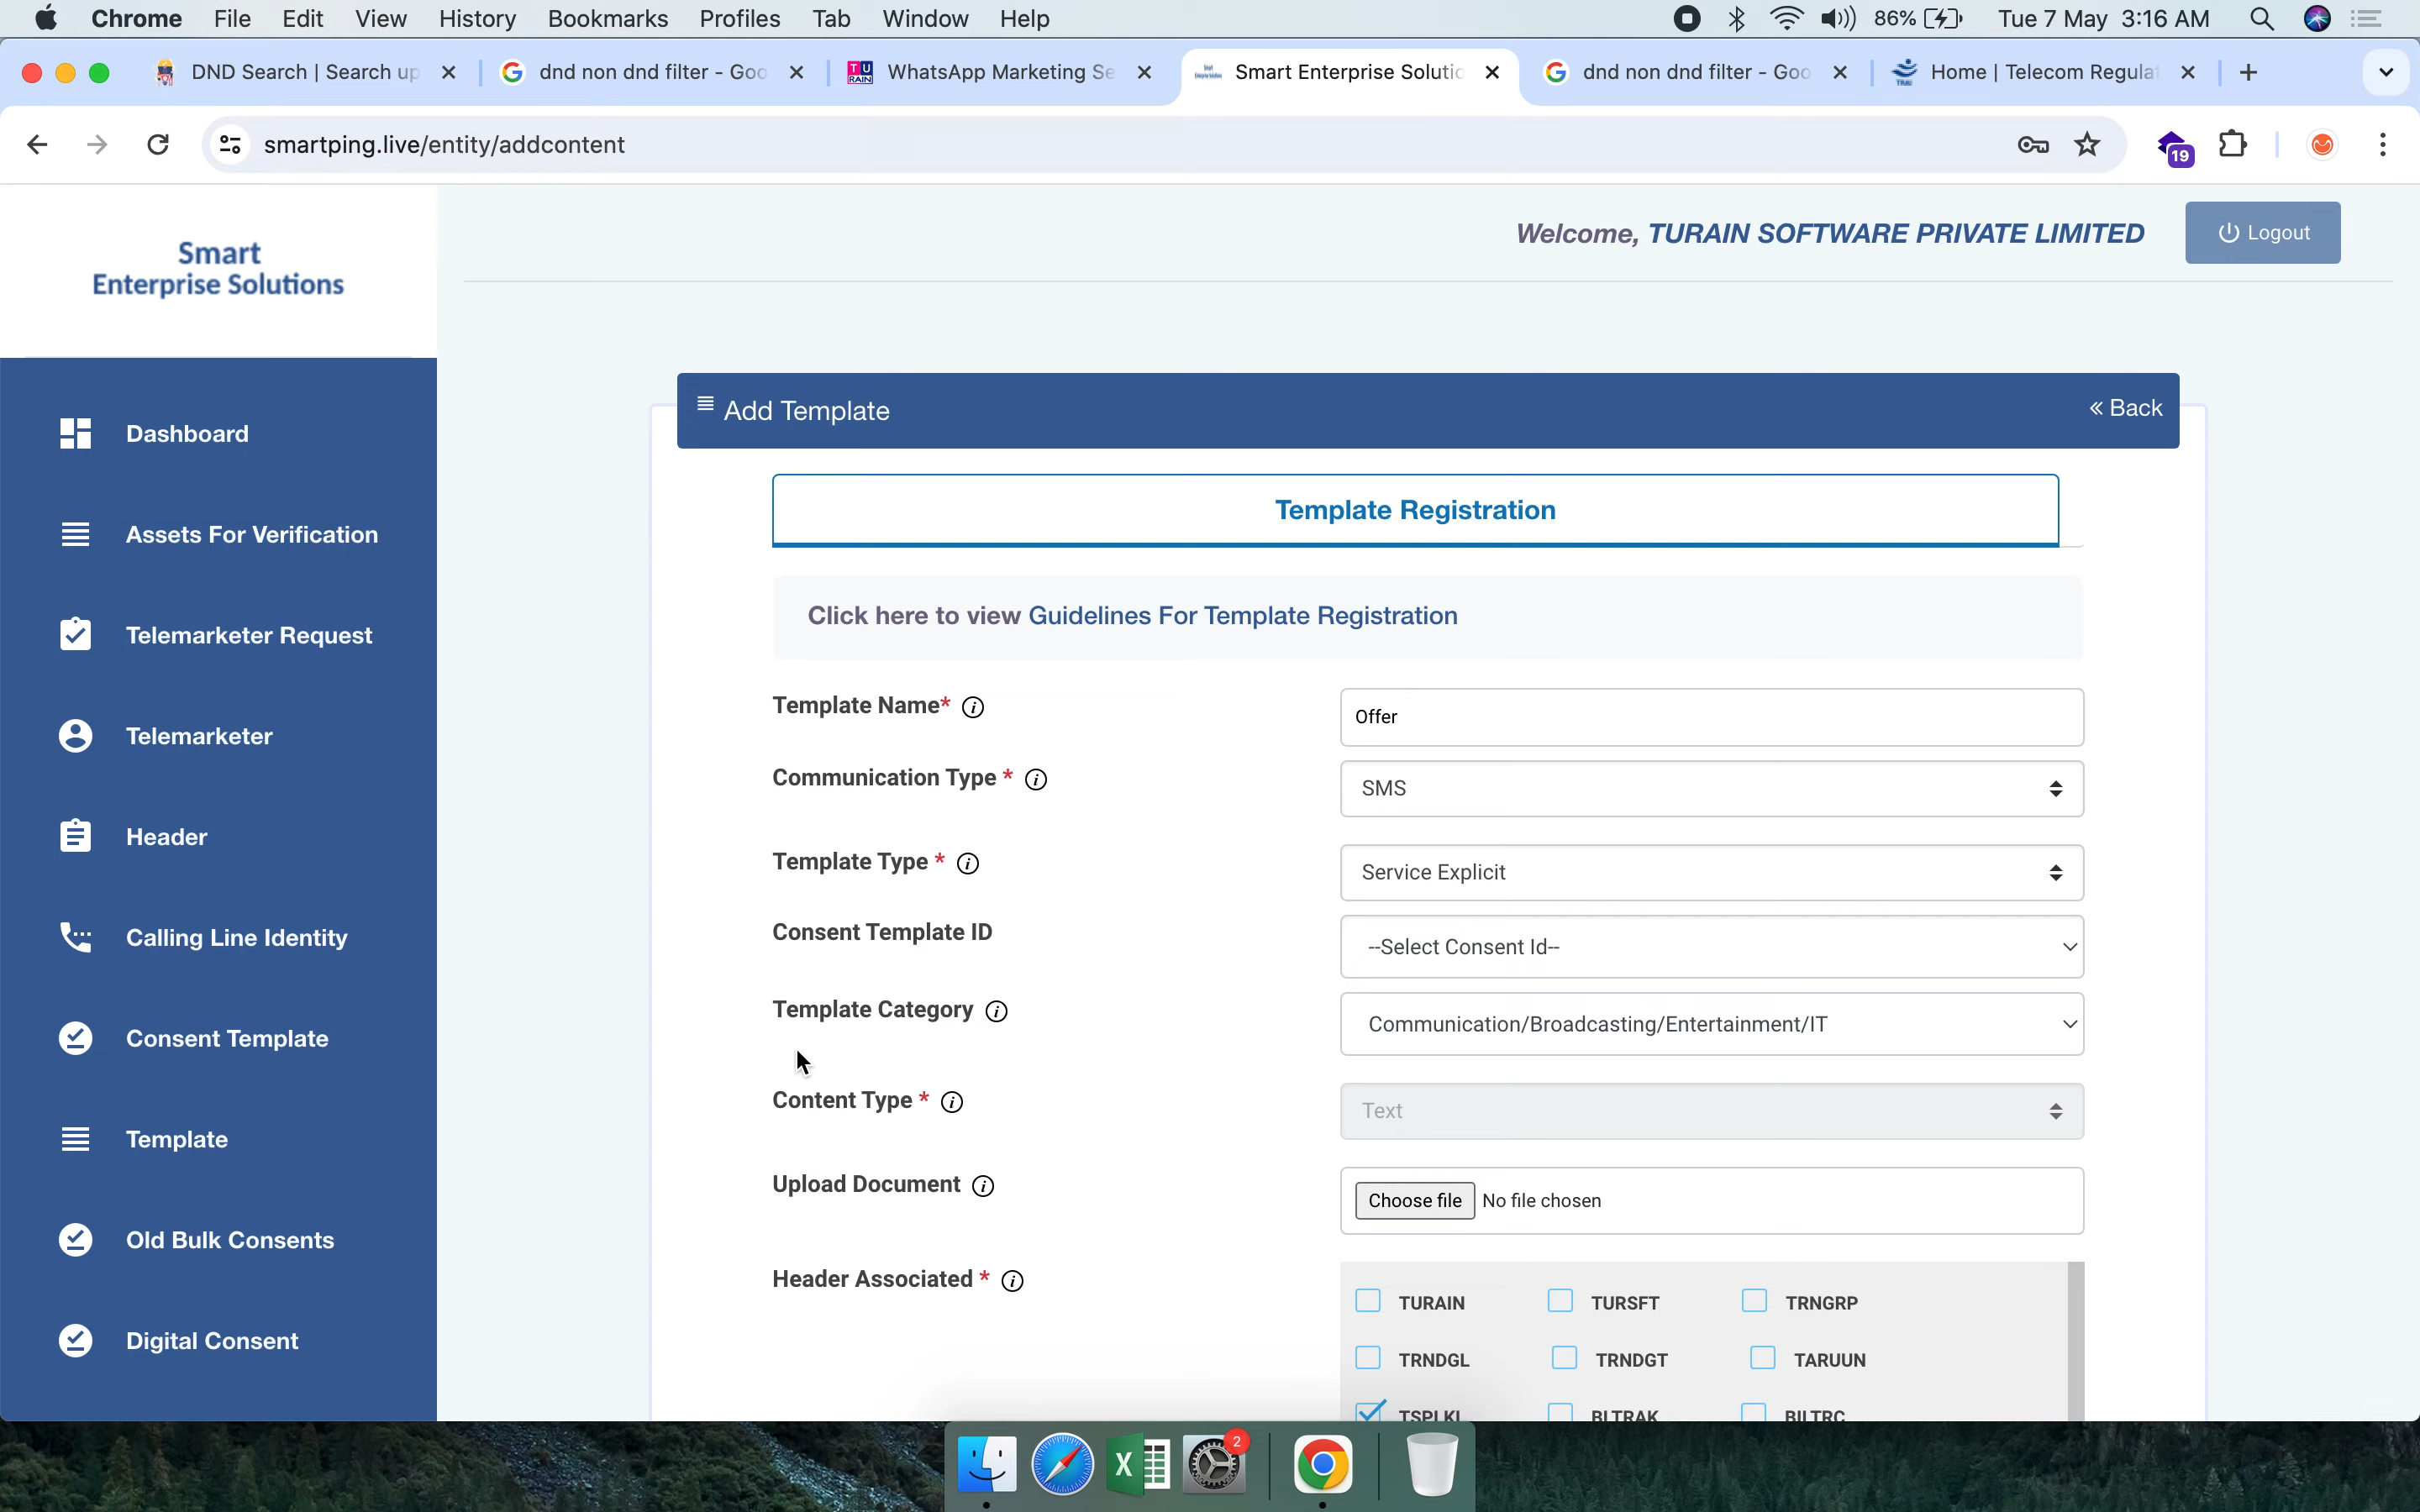 Chrome File Edit View History Bookmarks Profiles Tab Window Help 86% Tue 7 May 3:16 AM
DND Search | Search up dnd non dnd filter - Goo TU RAIN WhatsApp Marketing Se Smart Enterprise Solutio dnd non dnd filter - Goo Home | Telecom Regulat
smartping.live/entity/addcontent 19
Smart
Enterprise Solutions
Welcome, TURAIN SOFTWARE PRIVATE LIMITED Logout
Dashboard
Assets For Verification
Telemarketer Request
Telemarketer
Header
Calling Line Identity
Consent Template
Template
Old Bulk Consents
Digital Consent
Add Template « Back
Template Registration
Click here to view Guidelines For Template Registration
Template Name* Offer
Communication Type * SMS
Template Type * Service Explicit
Consent Template ID --Select Consent Id--
Template Category Communication/Broadcasting/Entertainment/IT
Content Type * Text
Upload Document Choose file No file chosen
Header Associated *
TURAIN TURSFT TRNGRP
TRNDGL TRNDGT TARUUN
TSPLKL BLTRAK BILTRC
2